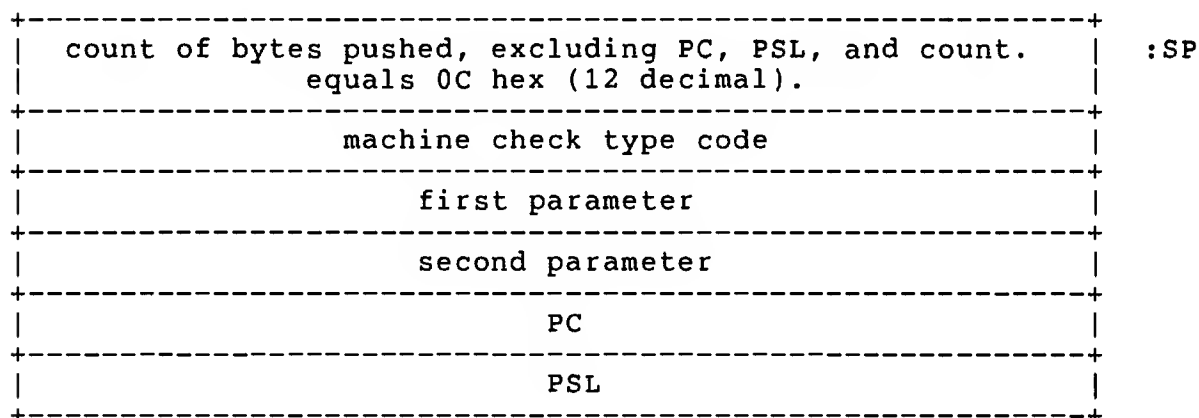 count of bytes pushed, excluding PC, PSL, and count. :SP
equals 0C hex (12 decimal).
machine check type code
first parameter
second parameter
PC
PSL